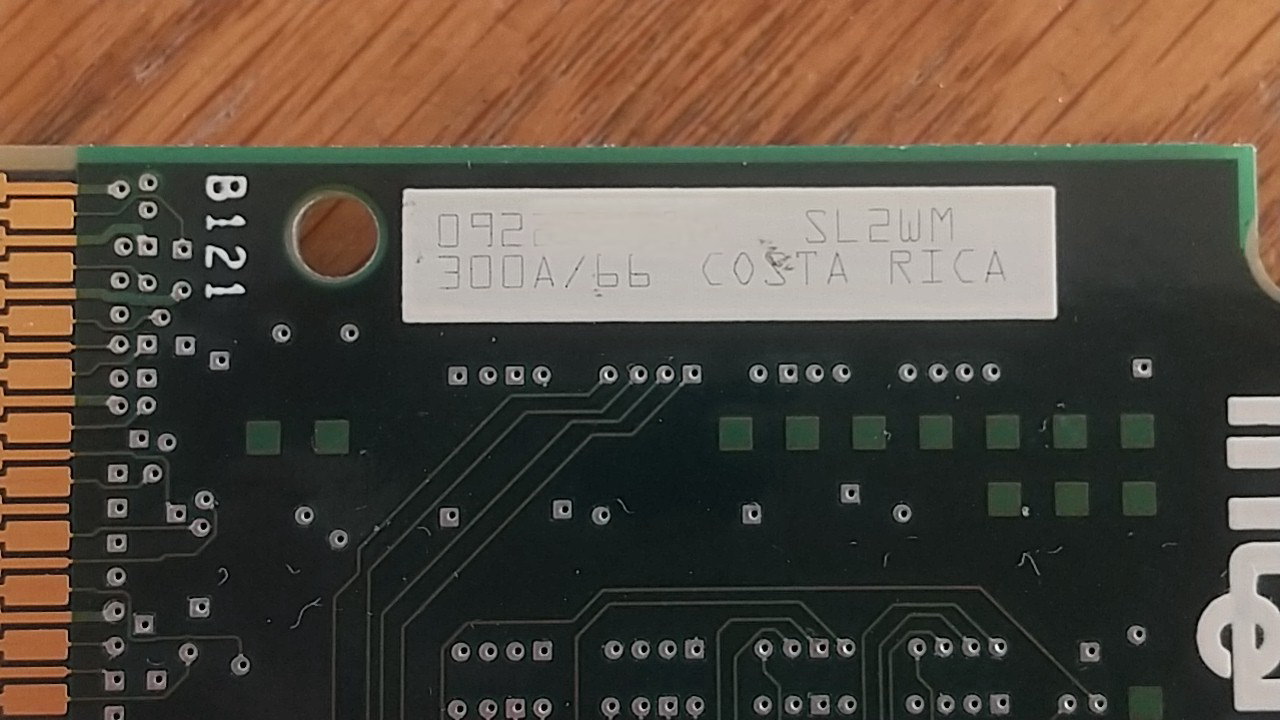 B121
092 SL2WM
300A/66 COSTA RICA